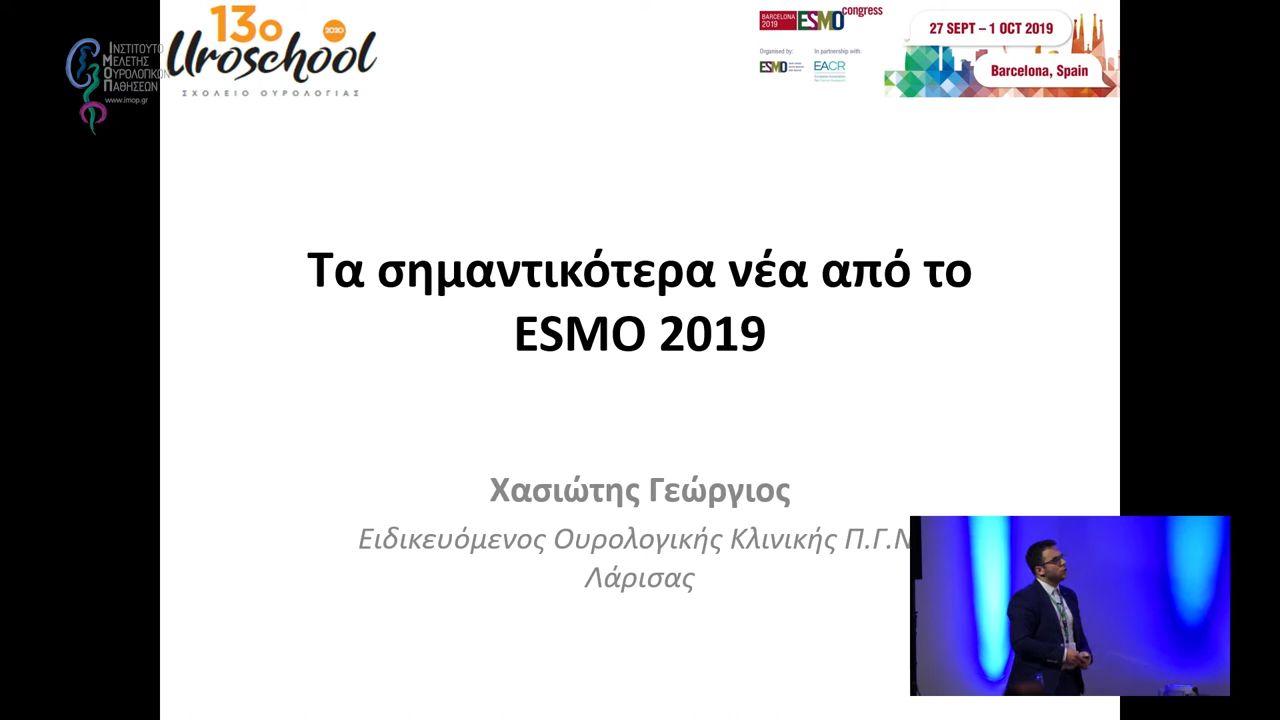 ΙΝΣΤΙΤΟΥΤΟ
ΜΕΛΕΤΗΣ
ΟΥΡΟΛΟΓΙΚΩΝ
ΠΑΘΗΣΕΩΝ
www.imop.gr
13ο
2020
Uroschool
ΣΧΟΛΕΙΟ ΟΥΡΟΛΟΓΙΑΣ
BARCELONA
2019
ESMO congress
Organised by:
In partnership with:
ESMO
EACR
27 SEPT – 1 OCT 2019
Barcelona, Spain
Τα σημαντικότερα νέα από το
ESMO 2019
Χασιώτης Γεώργιος
Ειδικευόμενος Ουρολογικής Κλινικής Π.Γ.Ν
Λάρισας